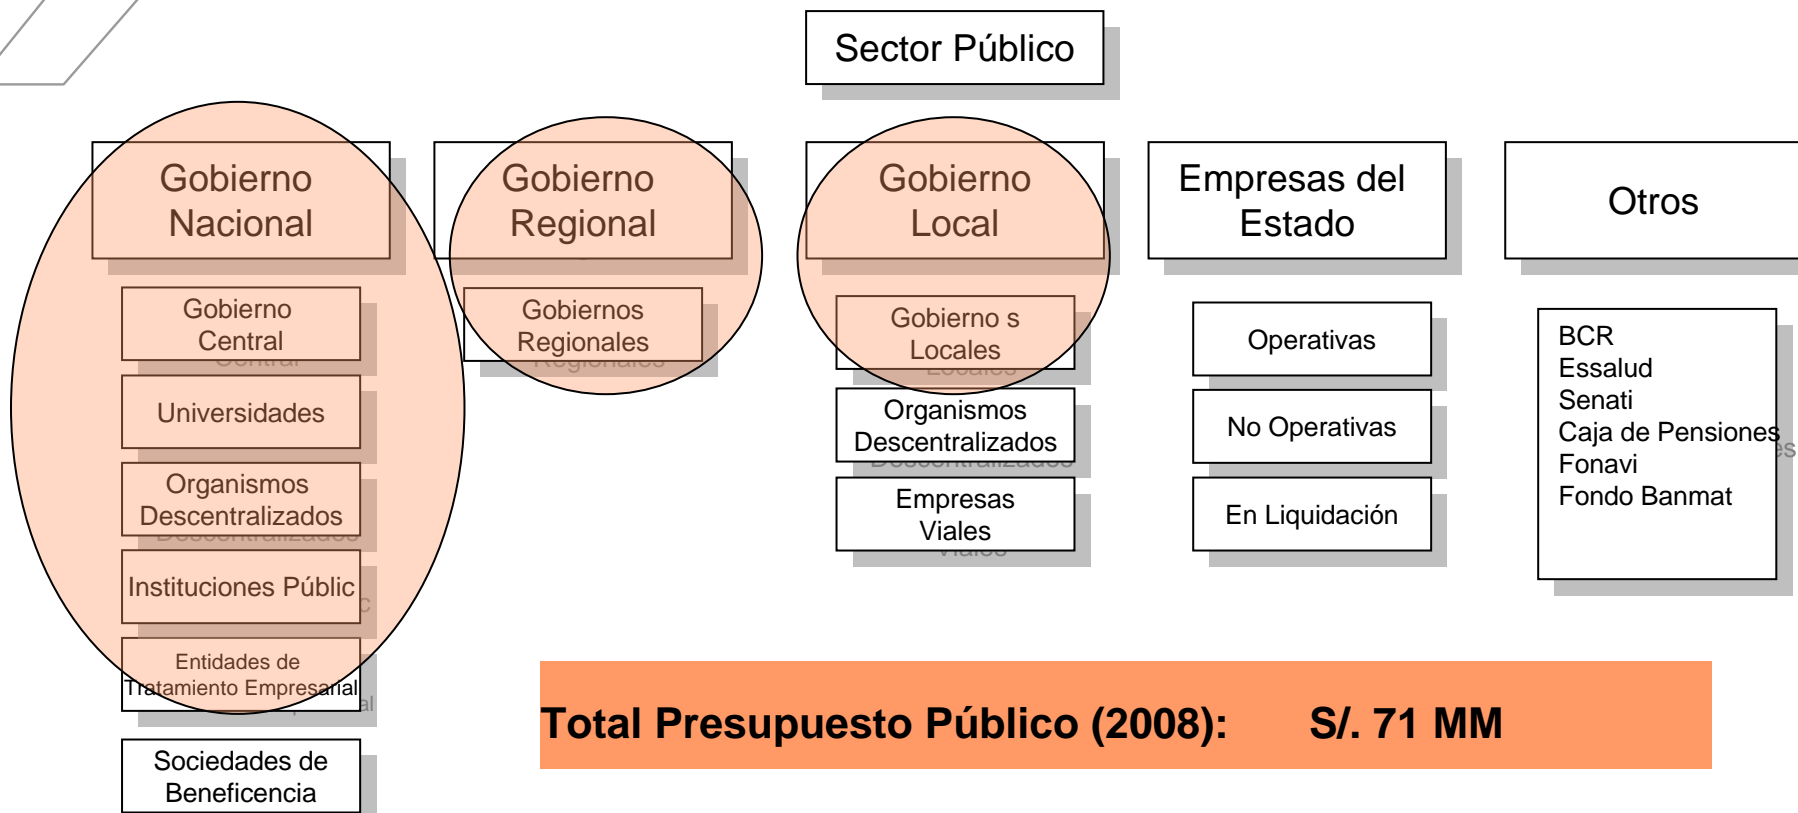 Sector Público
Gobierno
Nacional
Gobierno
Central
Universidades
Organismos
Descentralizados
Instituciones Públic
Entidades de
Tratamiento Empresarial
Sociedades de
Beneficencia
Gobierno
Regional
Gobiernos
Regionales
Gobierno
Local
Gobierno s
Locales
Organismos
Descentralizados
Empresas
Viales
Empresas del
Estado
Operativas
No Operativas
En Liquidación
Otros
BCR
Essalud
Senati
Caja de Pensiones
Fonavi
Fondo Banmat
Total Presupuesto Público (2008): S/. 71 MM